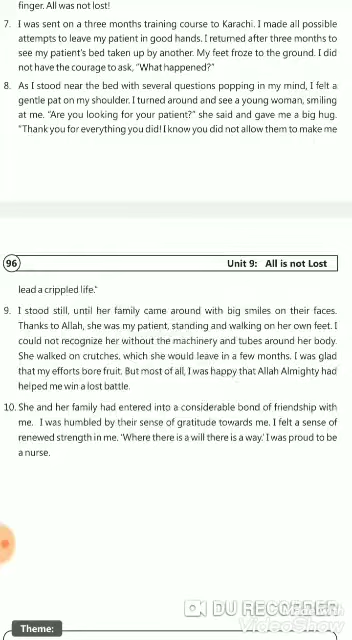 finger. All was not lost!
7. I was sent on a three months training course to Karachi. I made all possible
attempts to leave my patient in good hands. I returned after three months to
see my patient's bed taken up by another. My feet froze to the ground. I did
not have the courage to ask, "What happened?"
8. As I stood near the bed with several questions popping in my mind, I felt a
gentle pat on my shoulder. I turned around and see a young woman, smiling
at me. "Are you looking for your patient?" she said and gave me a big hug.
"Thank you for everything you did! I know you did not allow them to make me
96 Unit 9: All is not Lost
lead a crippled life."
9. I stood still, until her family came around with big smiles on their faces.
Thanks to Allah, she was my patient, standing and walking on her own feet. I
could not recognize her without the machinery and tubes around her body.
She walked on crutches, which she would leave in a few months. I was glad
that my efforts bore fruit. But most of all, I was happy that Allah Almighty had
helped me win a lost battle.
10. She and her family had entered into a considerable bond of friendship with
me. I was humbled by their sense of gratitude towards me. I felt a sense of
renewed strength in me. 'Where there is a will there is a way.' I was proud to be
a nurse.
DU RECORDER
VideoShow
Theme: